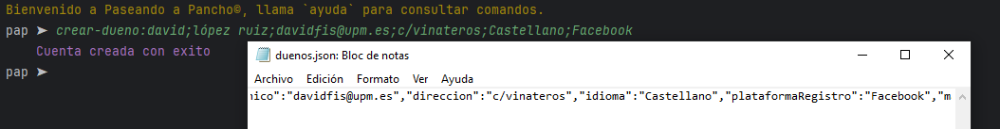 Bienvenido a Paseando a Pancho©, llama `ayuda` para consultar comandos.
pap ➤ crear-dueno:david;lópez ruiz;davidfis@upm.es;c/vinateros;Castellano;Facebook
Cuenta creada con exito
pap ➤
duenos.json: Bloc de notas
Archivo Edición Formato Ver Ayuda
nico":"davidfis@upm.es","direccion":"c/vinateros","idioma":"Castellano","plataformaRegistro":"Facebook","m